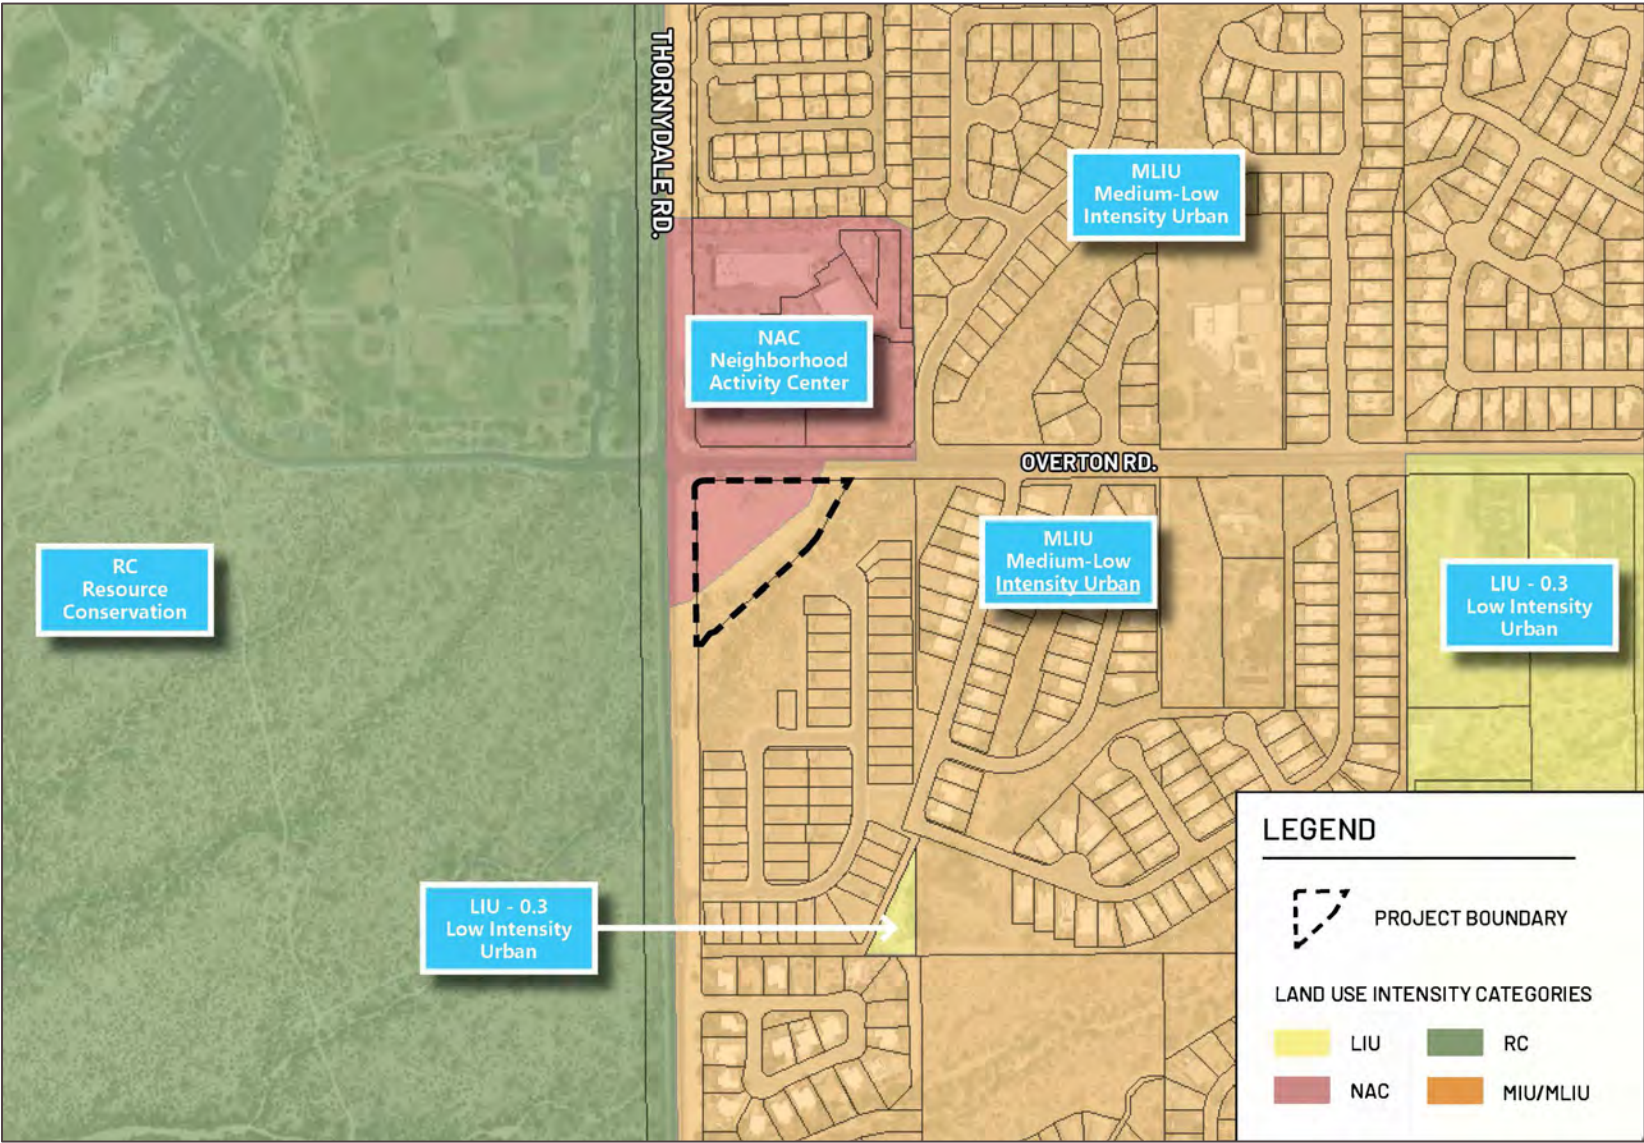 THORNYDALE RD.
MLIU
Medium-Low
Intensity Urban
NAC
Neighborhood
Activity Center
OVERTON RD.
MLIU
Medium-Low
Intensity Urban
RC
Resource
Conservation
LIU - 0.3
Low Intensity
Urban
LIU - 0.3
Low Intensity
Urban
LEGEND
PROJECT BOUNDARY
LAND USE INTENSITY CATEGORIES
LIU
RC
NAC
MIU/MLIU